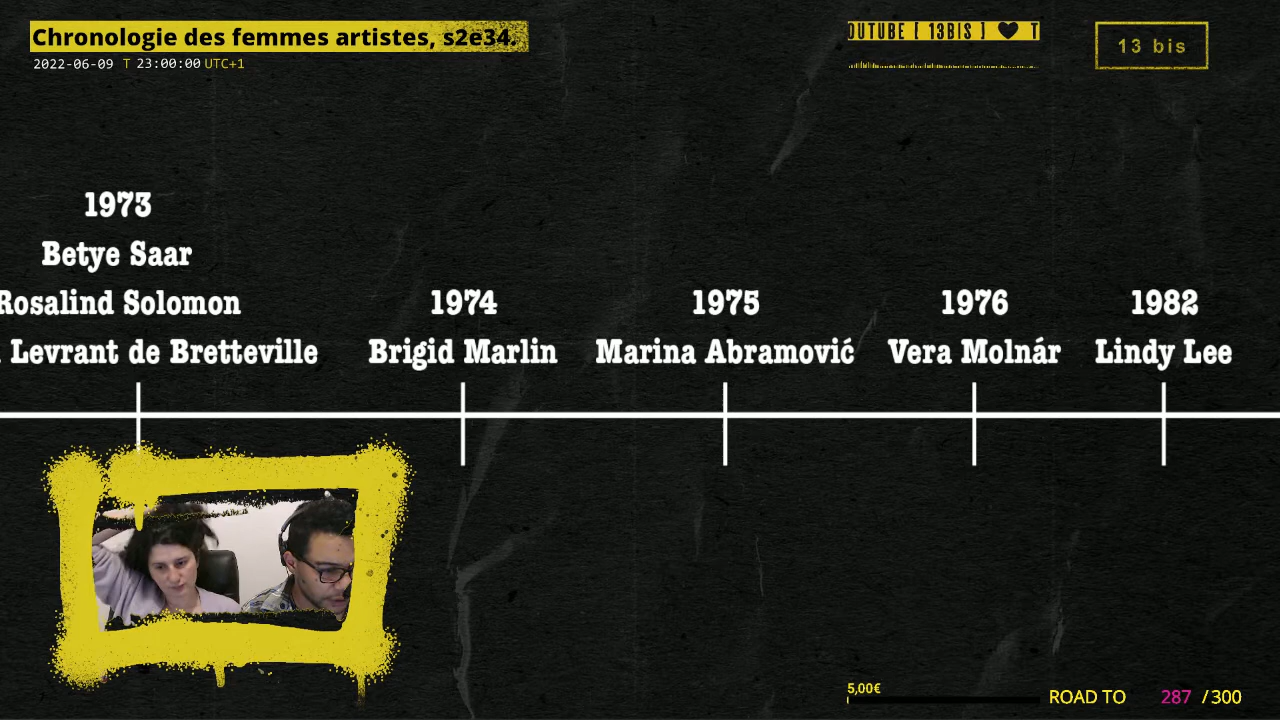 Chronologie des femmes artistes, s2e34.
2022-06-09 T 23:00:00 UTC+1
OUTUBE [ 13BIS ] ♥ T
13 bis
1973
Betye Saar
Rosalind Solomon
Levrant de Bretteville
1974
Brigid Marlin
1975
Marina Abramović
1976
Vera Molnár
1982
Lindy Lee
5,00€
ROAD TO 287 / 300